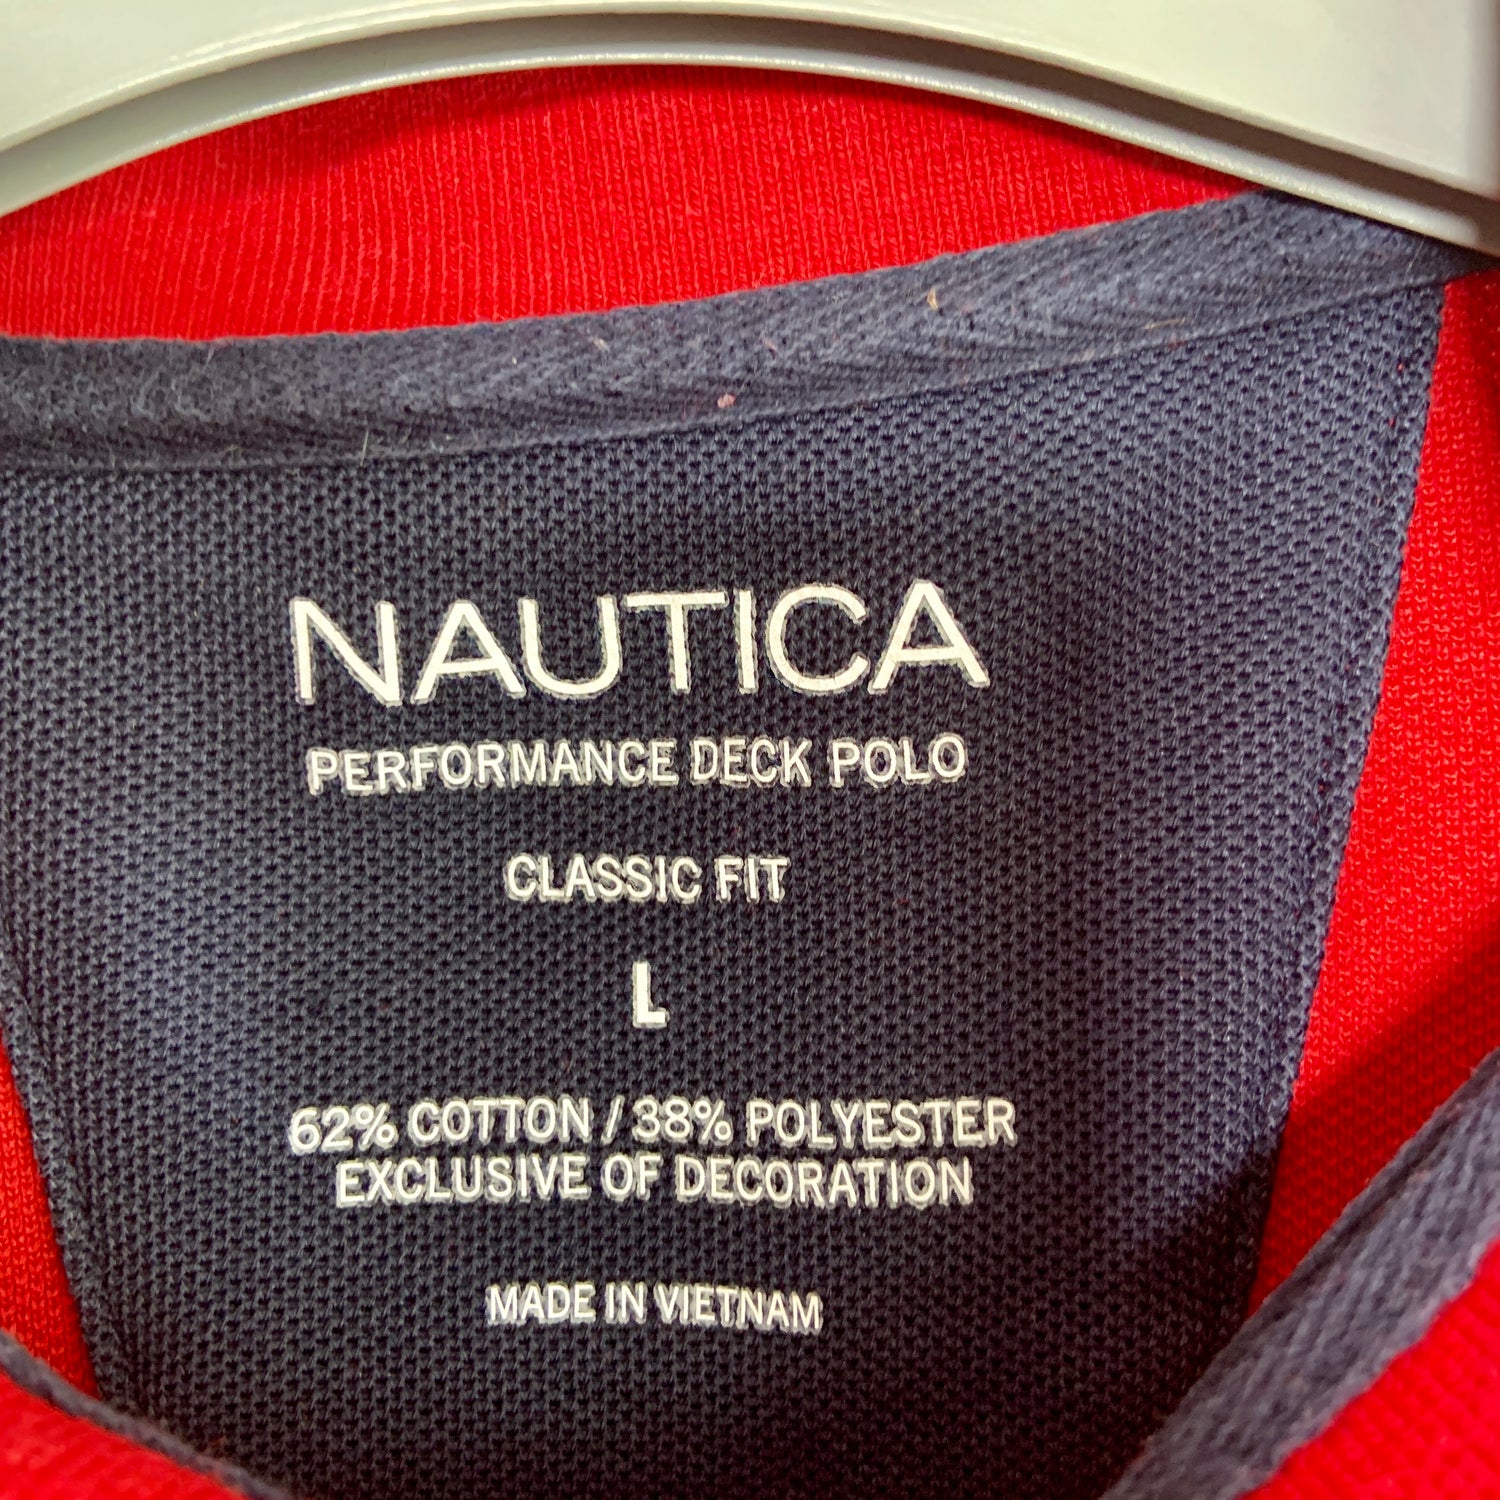 NAUTICA
PERFORMANCE DECK POLO
CLASSIC FIT
L
62% COTTON / 38% POLYESTER
EXCLUSIVE OF DECORATION
MADE IN VIETNAM